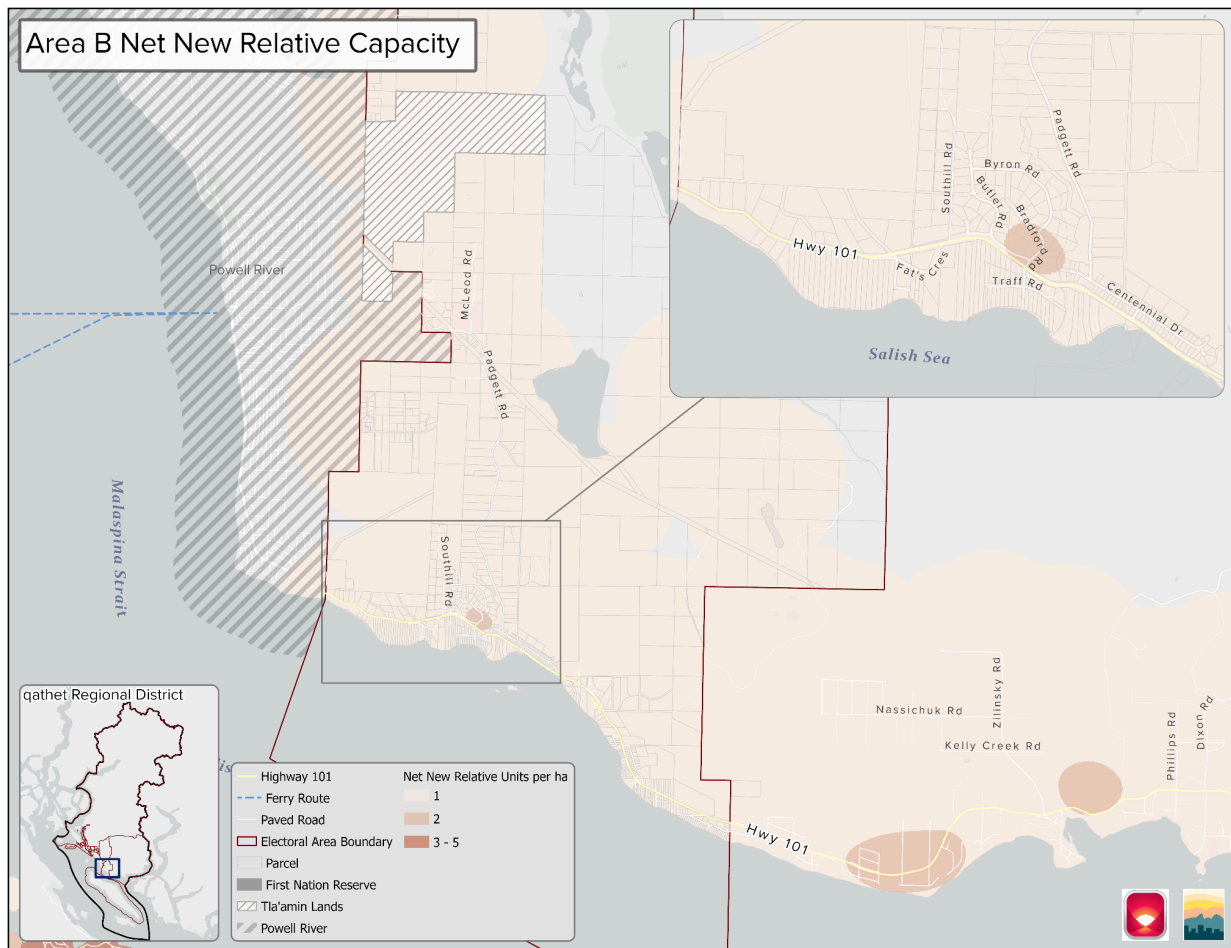 Area B Net New Relative Capacity
Powell River
McLeod Rd
Padgett Rd
Southill Rd
Malaspina Strait
Southill Rd
Byron Rd
Butler Rd
Bradford Rd
Padgett Rd
Hwy 101
Fat's Cres
Traff Rd
Centennial Dr
Salish Sea
Nassichuk Rd
Zilinsky Rd
Kelly Creek Rd
Phillips Rd
Dixon Rd
Hwy 101
qathet Regional District
Highway 101
Ferry Route
Paved Road
Electoral Area Boundary
Parcel
First Nation Reserve
Tla'amin Lands
Powell River
Net New Relative Units per ha
1
2
3 - 5